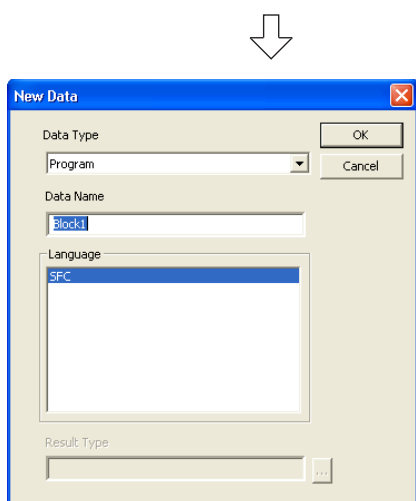 New Data
Data Type
OK
Program
Cancel
Data Name
Block1
Language
SFC
Result Type
...